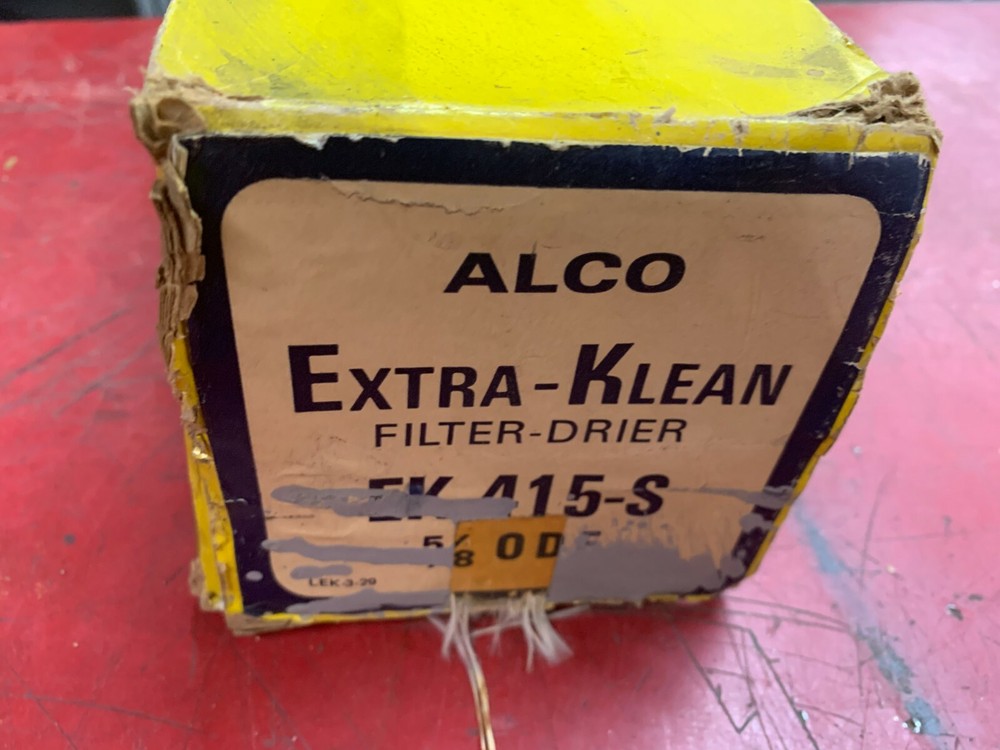 ALCO
EXTRA-KLEAN
FILTER-DRIER
EK 415-S
5/8 ODF
LEK-3-29